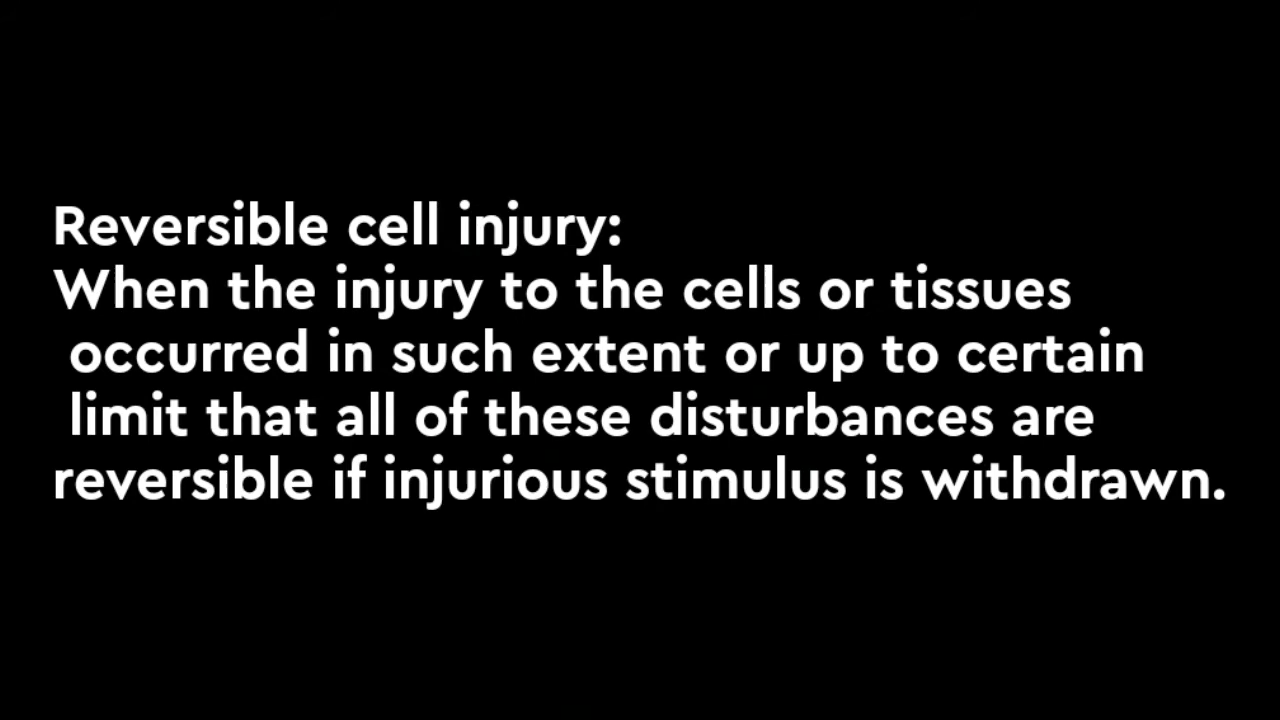 Reversible cell injury:
When the injury to the cells or tissues
occurred in such extent or up to certain
limit that all of these disturbances are
reversible if injurious stimulus is withdrawn.